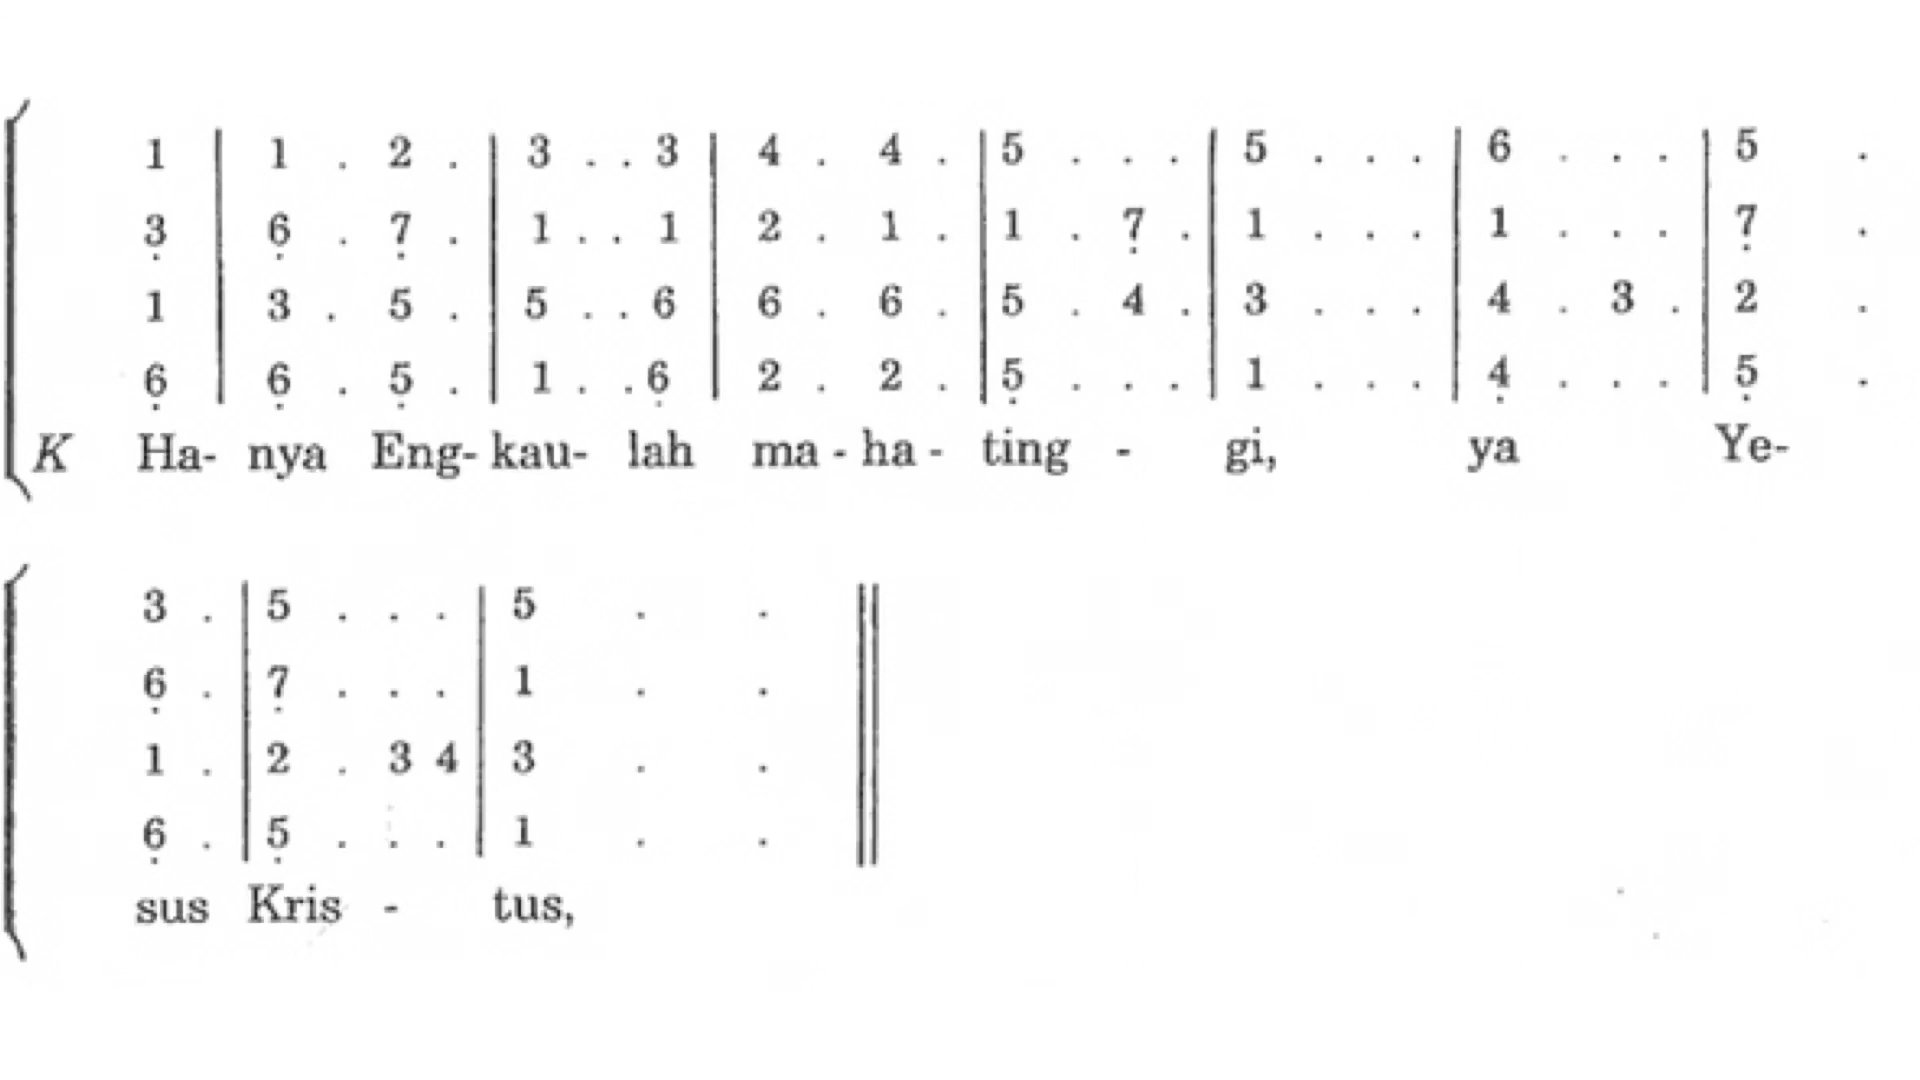 1 | 1 . 2 . | 3 . . 3 | 4 . 4 . | 5 . . . | 5 . . . | 6 . . . | 5 .
3̣ | 6̣ . 7̣ . | 1 . . 1 | 2 . 1 . | 1 . 7̣ . | 1 . . . | 1 . . . | 7̣ .
1 | 3 . 5 . | 5 . . 6 | 6 . 6 . | 5 . 4 . | 3 . . . | 4 . 3 . | 2 .
6̣ | 6̣ . 5̣ . | 1 . . 6̣ | 2 . 2 . | 5̣ . . . | 1 . . . | 4̣ . . . | 5̣ .
K Ha- nya Eng- kau- lah ma - ha - ting - gi, ya Ye-
3 . | 5 . . . | 5 . . ||
6̣ . | 7̣ . . . | 1 . . ||
1 . | 2 . 3 4 | 3 . . ||
6̣ . | 5̣ . . . | 1 . . ||
sus Kris - tus,